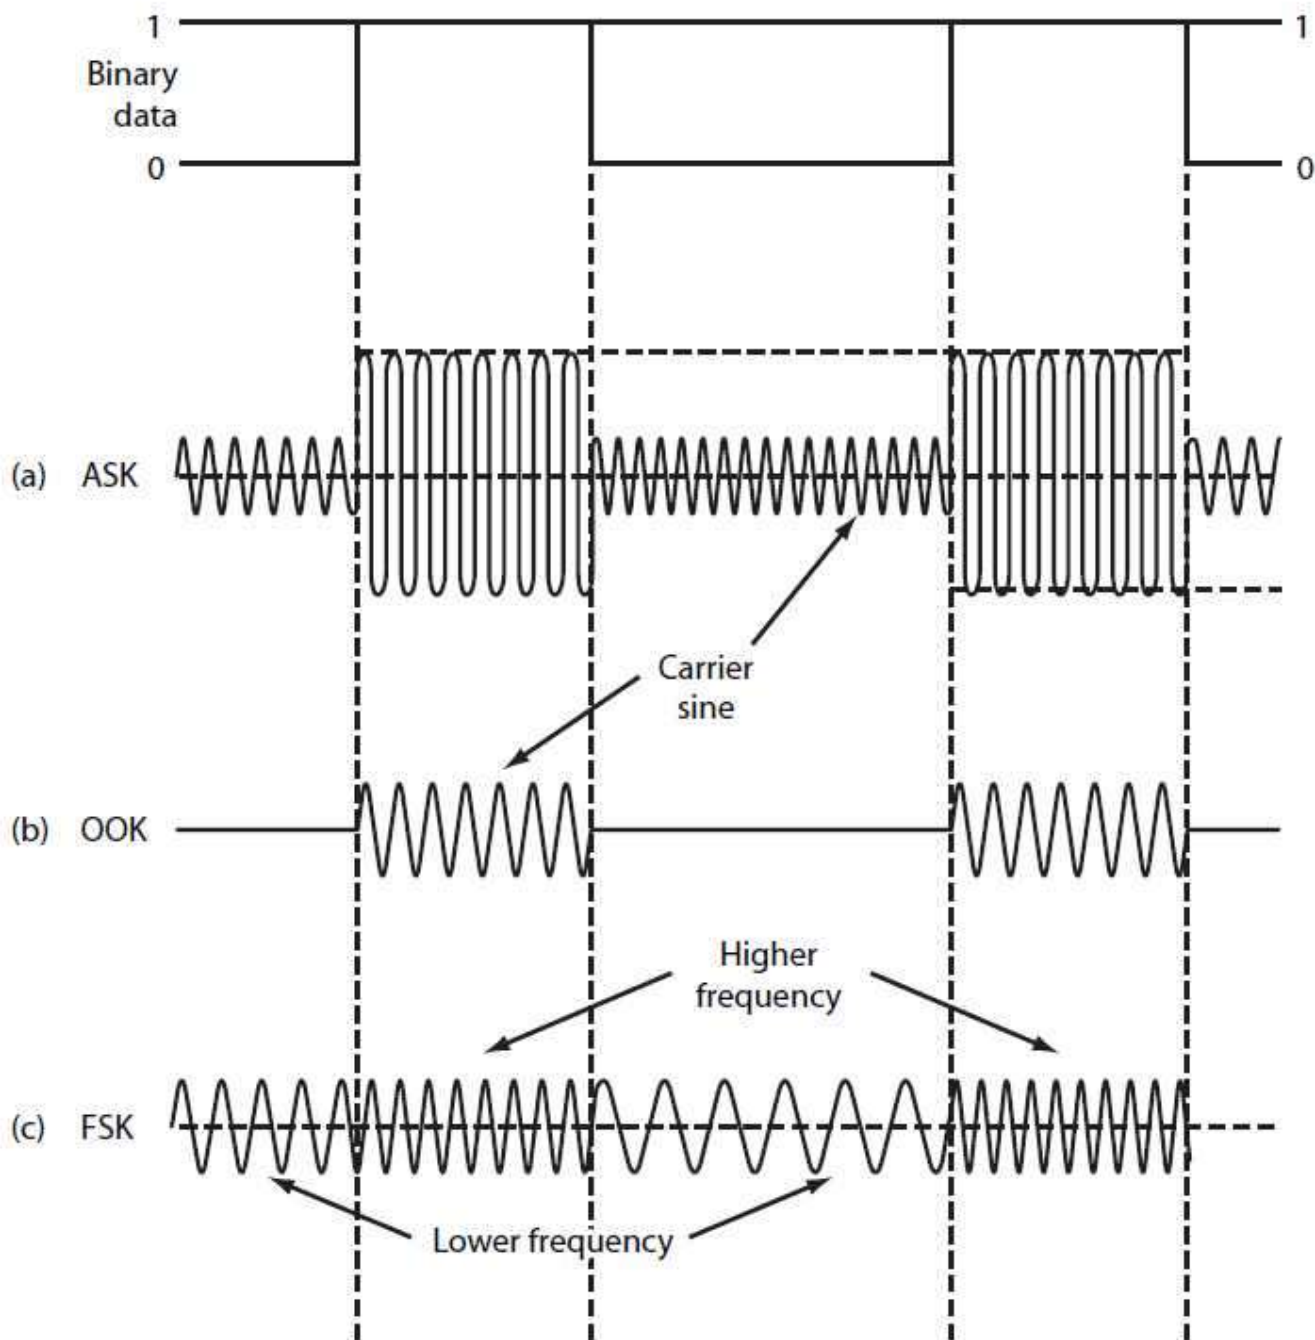 1
1
Binary
data
0
0
(a) ASK
Carrier
sine
(b) OOK
Higher
frequency
(c) FSK
Lower frequency